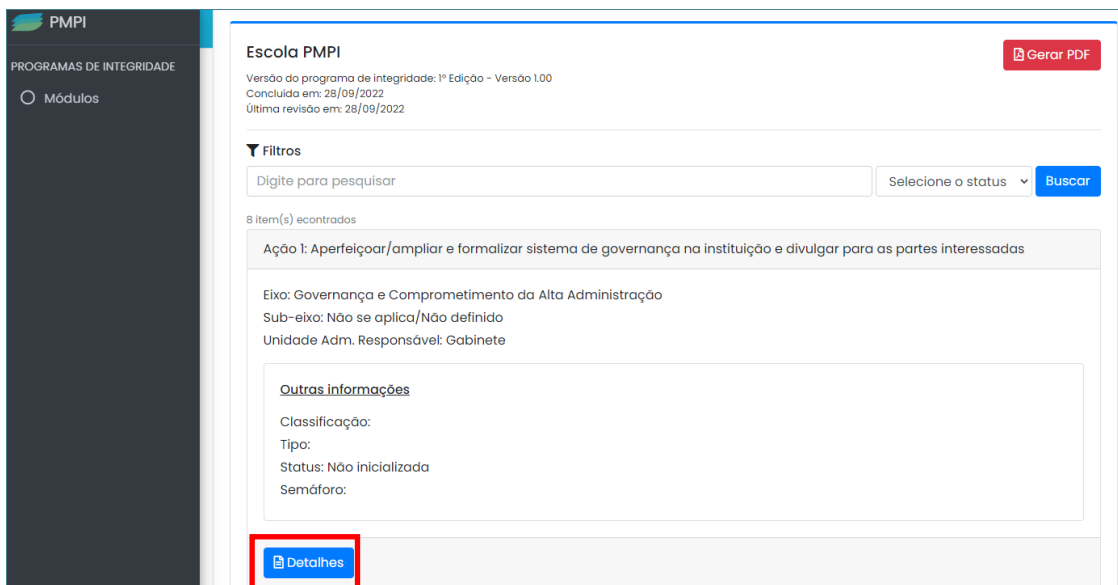 PMPI
PROGRAMAS DE INTEGRIDADE
Módulos
Escola PMPI
Gerar PDF
Versão do programa de integridade: 1º Edição - Versão 1.00
Concluida em: 28/09/2022
Última revisão em: 28/09/2022
Filtros
Digite para pesquisar
Selecione o status
Buscar
8 item(s) econtrados
Ação 1: Aperfeiçoar/ampliar e formalizar sistema de governança na instituição e divulgar para as partes interessadas
Eixo: Governança e Comprometimento da Alta Administração
Sub-eixo: Não se aplica/Não definido
Unidade Adm. Responsável: Gabinete
Outras informações
Classificação:
Tipo:
Status: Não inicializada
Semáforo:
Detalhes